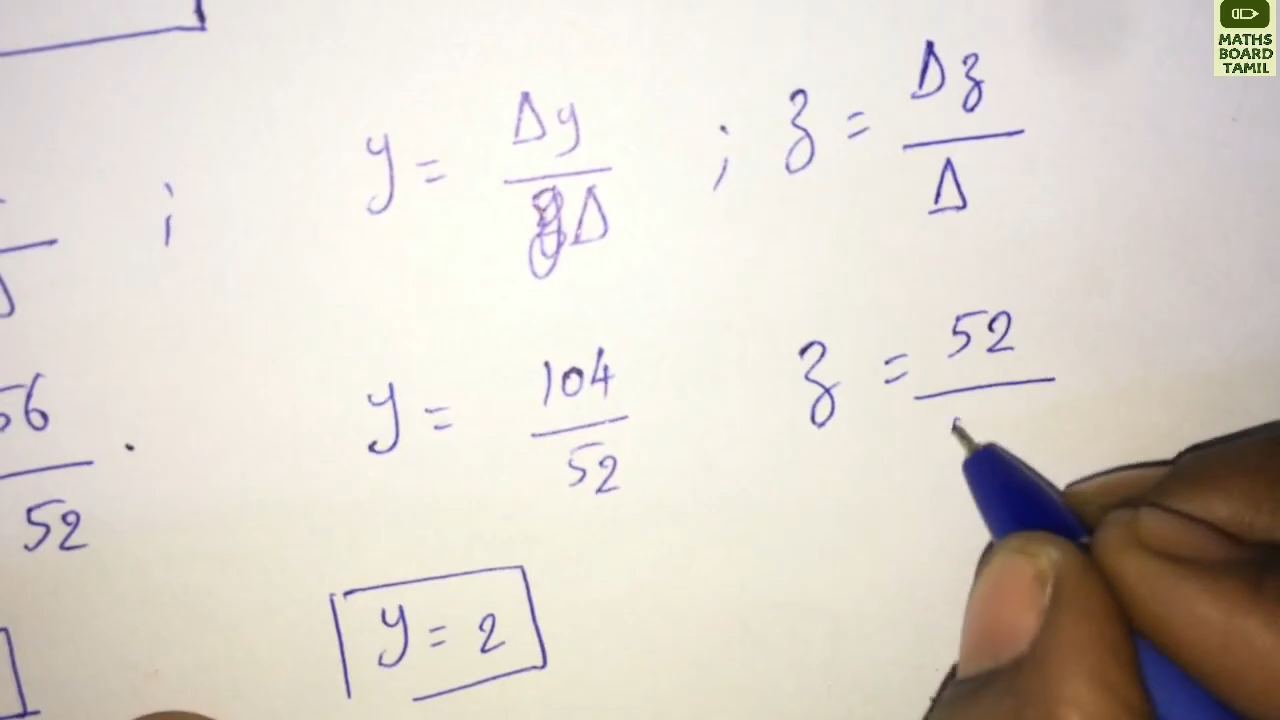 y = Δy / Δ ; z = Δz / Δ
;
y = 104 / 52
z = 52 /
56 / 52 .
y = 2
MATHS
BOARD
TAMIL